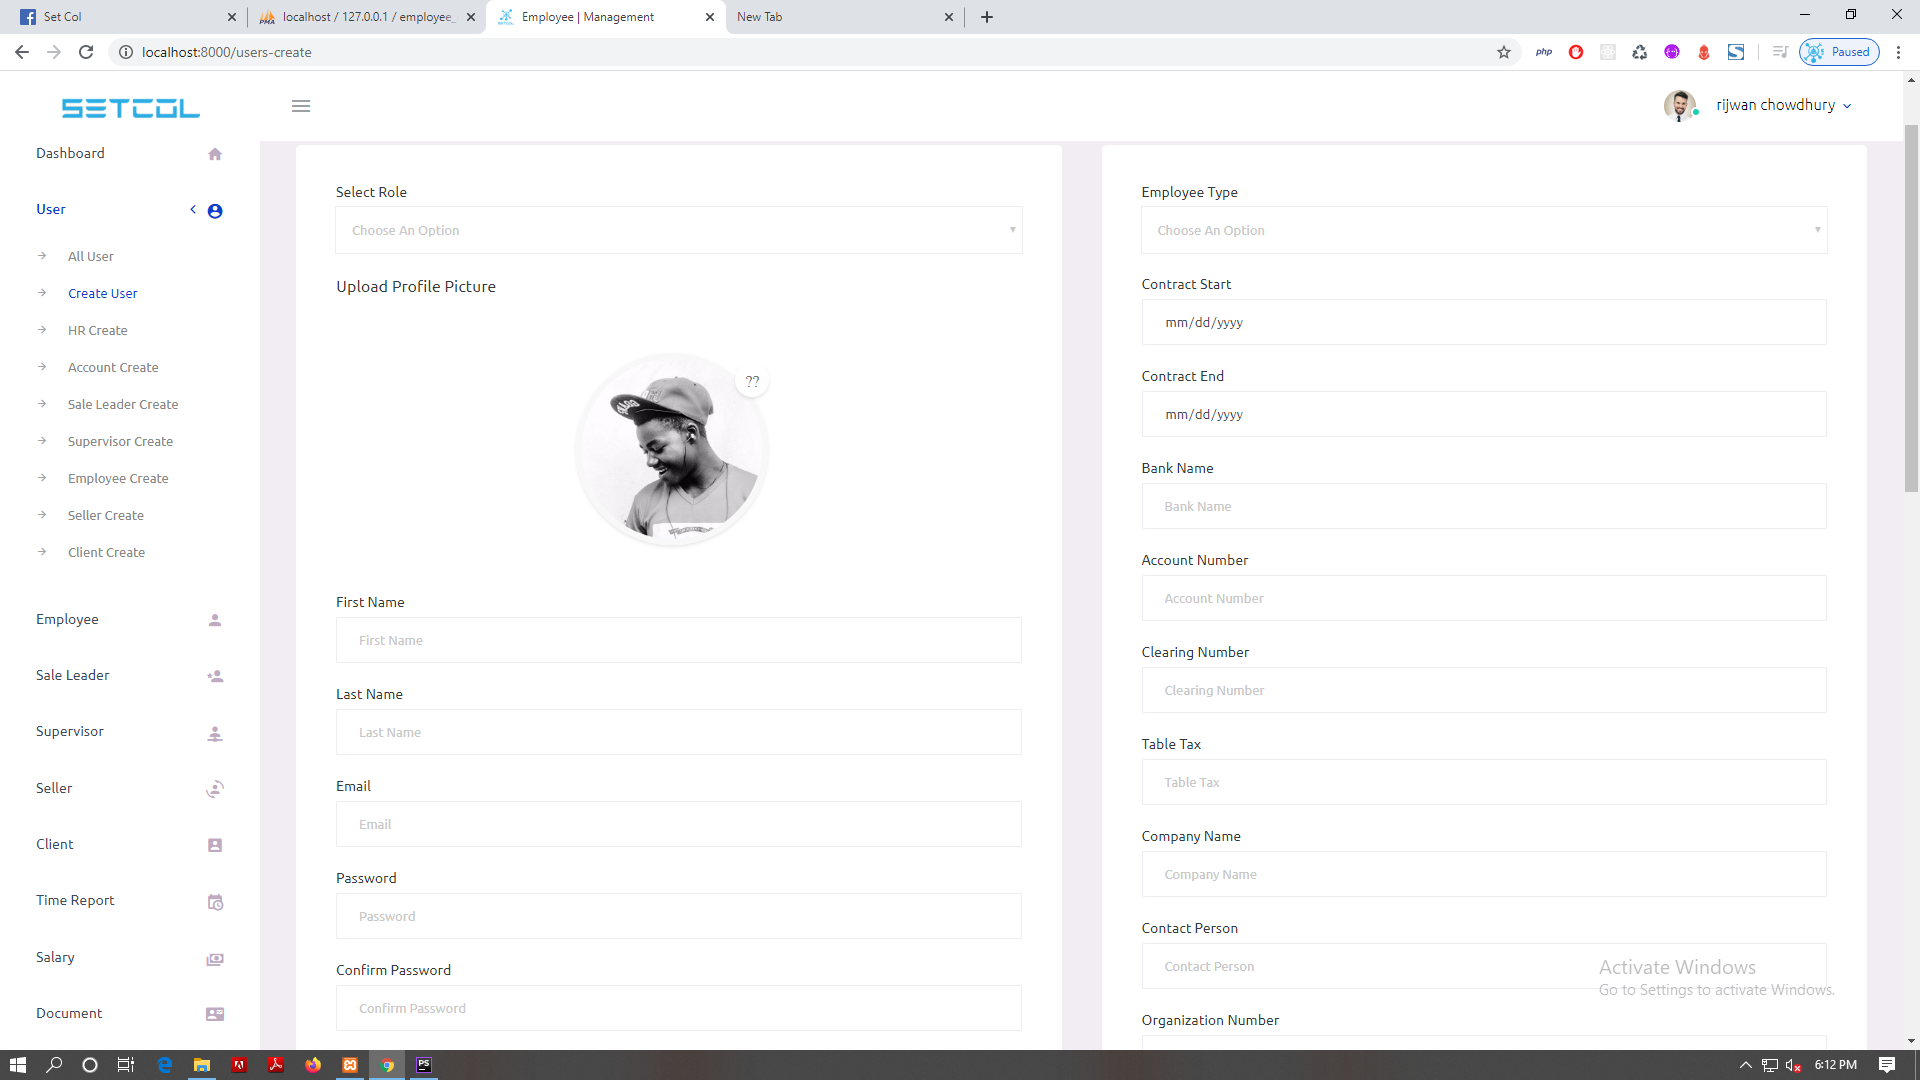 Set Col
localhost / 127.0.0.1 / employee_
Employee | Management
New Tab
localhost:8000/users-create
php
Paused
SETCOL
rijwan chowdhury
Dashboard
User
All User
Create User
HR Create
Account Create
Sale Leader Create
Supervisor Create
Employee Create
Seller Create
Client Create
Employee
Sale Leader
Supervisor
Seller
Client
Time Report
Salary
Document
Select Role
Choose An Option
Upload Profile Picture
??
First Name
First Name
Last Name
Last Name
Email
Email
Password
Password
Confirm Password
Confirm Password
Employee Type
Choose An Option
Contract Start
mm/dd/yyyy
Contract End
mm/dd/yyyy
Bank Name
Bank Name
Account Number
Account Number
Clearing Number
Clearing Number
Table Tax
Table Tax
Company Name
Company Name
Contact Person
Contact Person
Organization Number
Activate Windows
Go to Settings to activate Windows.
6:12 PM